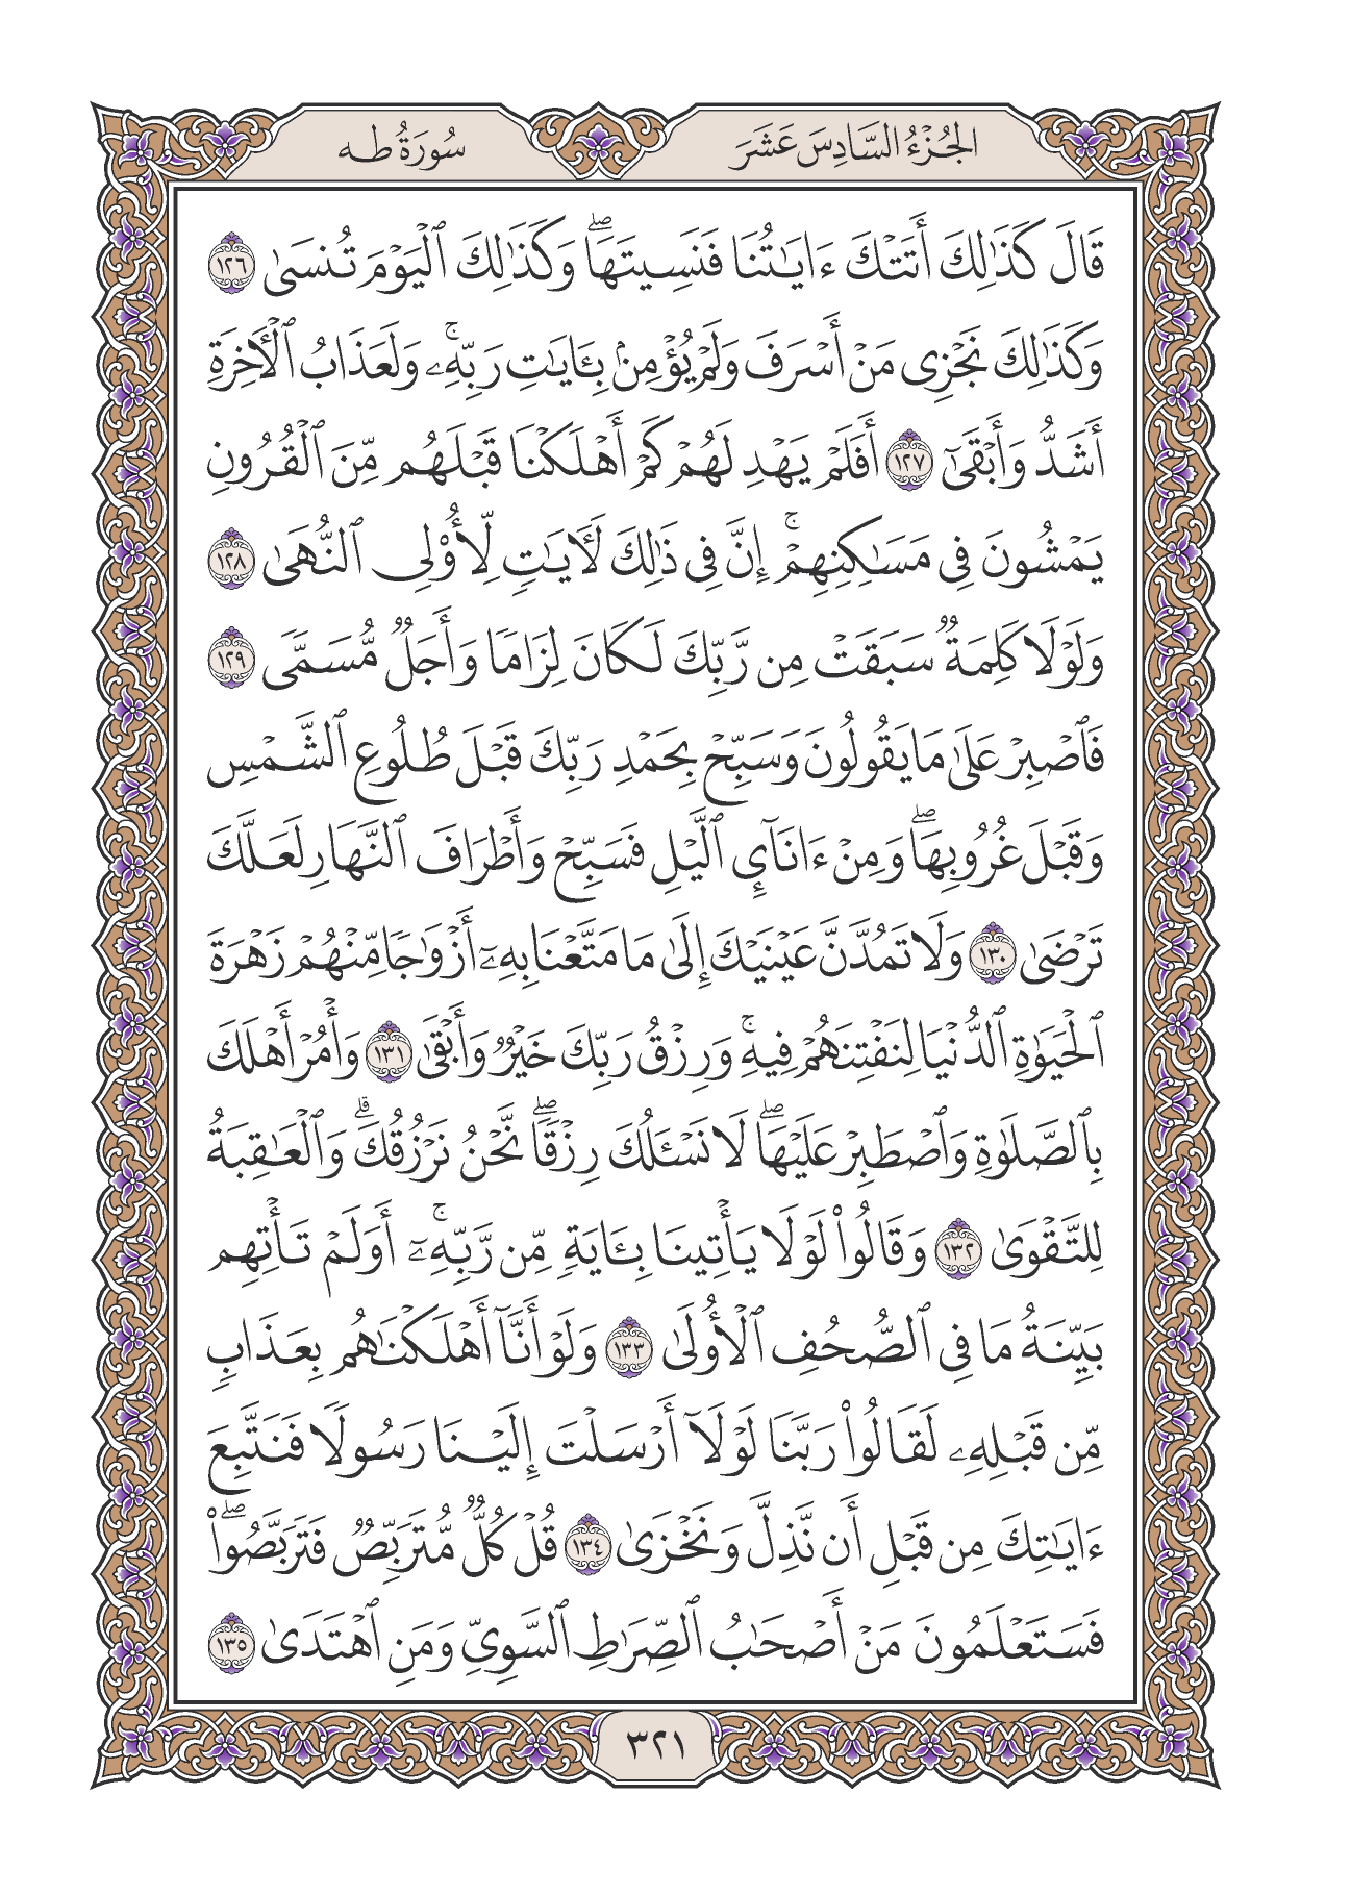 الجُزْءُ السَّادِسَ عَشَرَ
سُورَةُ طه
قَالَ كَذَٰلِكَ أَتَتْكَ ءَايَٰتُنَا فَنَسِيتَهَاۖ وَكَذَٰلِكَ ٱلْيَوْمَ تُنسَىٰ ١٢٦
وَكَذَٰلِكَ نَجْزِى مَنْ أَسْرَفَ وَلَمْ يُؤْمِنۢ بِـَٔايَٰتِ رَبِّهِۦۚ وَلَعَذَابُ ٱلْـَٔاخِرَةِ
أَشَدُّ وَأَبْقَىٰٓ ١٢٧ أَفَلَمْ يَهْدِ لَهُمْ كَمْ أَهْلَكْنَا قَبْلَهُم مِّنَ ٱلْقُرُونِ
يَمْشُونَ فِى مَسَٰكِنِهِمْۚ إِنَّ فِى ذَٰلِكَ لَـَٔايَٰتٍ لِّأُو۟لِى ٱلنُّهَىٰ ١٢٨
وَلَوْلَا كَلِمَةٌ سَبَقَتْ مِن رَّبِّكَ لَكَانَ لِزَامًا وَأَجَلٌ مُّسَمًّى ١٢٩
فَٱصْبِرْ عَلَىٰ مَا يَقُولُونَ وَسَبِّحْ بِحَمْدِ رَبِّكَ قَبْلَ طُلُوعِ ٱلشَّمْسِ
وَقَبْلَ غُرُوبِهَاۖ وَمِنْ ءَانَآئِ ٱلَّيْلِ فَسَبِّحْ وَأَطْرَافَ ٱلنَّهَارِ لَعَلَّكَ
تَرْضَىٰ ١٣٠ وَلَا تَمُدَّنَّ عَيْنَيْكَ إِلَىٰ مَا مَتَّعْنَا بِهِۦٓ أَزْوَٰجًا مِّنْهُمْ زَهْرَةَ
ٱلْحَيَوٰةِ ٱلدُّنْيَا لِنَفْتِنَهُمْ فِيهِۚ وَرِزْقُ رَبِّكَ خَيْرٌ وَأَبْقَىٰ ١٣١ وَأْمُرْ أَهْلَكَ
بِٱلصَّلَوٰةِ وَٱصْطَبِرْ عَلَيْهَاۖ لَا نَسْـَٔلُكَ رِزْقًاۖ نَّحْنُ نَرْزُقُكَۗ وَٱلْعَٰقِبَةُ
لِلتَّقْوَىٰ ١٣٢ وَقَالُوا۟ لَوْلَا يَأْتِينَا بِـَٔايَةٍ مِّن رَّبِّهِۦٓۚ أَوَلَمْ تَأْتِهِم
بَيِّنَةُ مَا فِى ٱلصُّحُفِ ٱلْأُولَىٰ ١٣٣ وَلَوْ أَنَّآ أَهْلَكْنَٰهُم بِعَذَابٍ
مِّن قَبْلِهِۦ لَقَالُوا۟ رَبَّنَا لَوْلَآ أَرْسَلْتَ إِلَيْنَا رَسُولًا فَنَتَّبِعَ
ءَايَٰتِكَ مِن قَبْلِ أَن نَّذِلَّ وَنَخْزَىٰ ١٣٤ قُلْ كُلٌّ مُّتَرَبِّصٌ فَتَرَبَّصُوا۟ۖ
فَسَتَعْلَمُونَ مَنْ أَصْحَٰبُ ٱلصِّرَٰطِ ٱلسَّوِىِّ وَمَنِ ٱهْتَدَىٰ ١٣٥
٣٢١